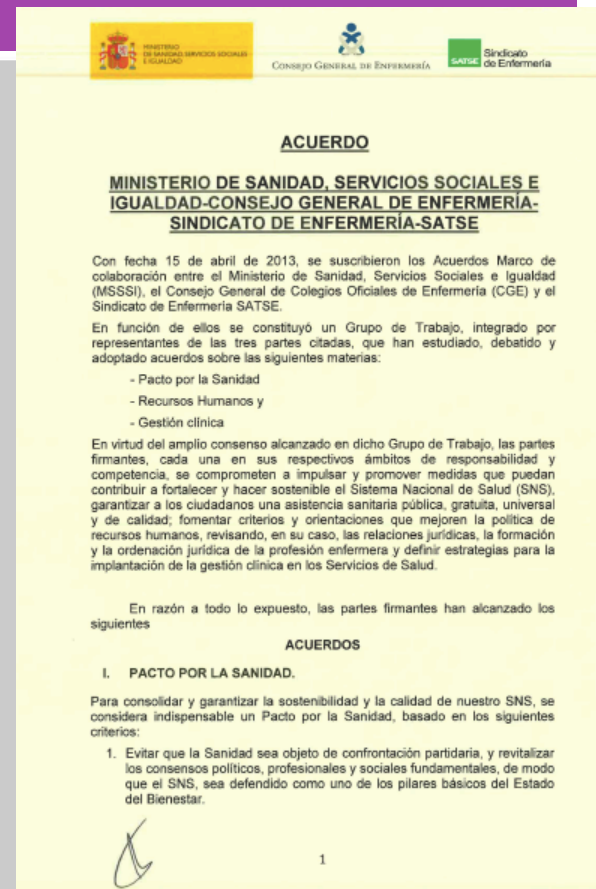 MINISTERIO
DE SANIDAD, SERVICIOS SOCIALES
E IGUALDAD
CONSEJO GENERAL DE ENFERMERÍA
SATSE
Sindicato
de Enfermería
ACUERDO
MINISTERIO DE SANIDAD, SERVICIOS SOCIALES E
IGUALDAD-CONSEJO GENERAL DE ENFERMERÍA-
SINDICATO DE ENFERMERÍA-SATSE
Con fecha 15 de abril de 2013, se suscribieron los Acuerdos Marco de
colaboración entre el Ministerio de Sanidad, Servicios Sociales e Igualdad
(MSSSI), el Consejo General de Colegios Oficiales de Enfermería (CGE) y el
Sindicato de Enfermería SATSE.
En función de ellos se constituyó un Grupo de Trabajo, integrado por
representantes de las tres partes citadas, que han estudiado, debatido y
adoptado acuerdos sobre las siguientes materias:
- Pacto por la Sanidad
- Recursos Humanos y
- Gestión clínica
En virtud del amplio consenso alcanzado en dicho Grupo de Trabajo, las partes
firmantes, cada una en sus respectivos ámbitos de responsabilidad y
competencia, se comprometen a impulsar y promover medidas que puedan
contribuir a fortalecer y hacer sostenible el Sistema Nacional de Salud (SNS),
garantizar a los ciudadanos una asistencia sanitaria pública, gratuita, universal
y de calidad; fomentar criterios y orientaciones que mejoren la política de
recursos humanos, revisando, en su caso, las relaciones jurídicas, la formación
y la ordenación jurídica de la profesión enfermera y definir estrategias para la
implantación de la gestión clínica en los Servicios de Salud.
En razón a todo lo expuesto, las partes firmantes han alcanzado los
siguientes
ACUERDOS
I. PACTO POR LA SANIDAD.
Para consolidar y garantizar la sostenibilidad y la calidad de nuestro SNS, se
considera indispensable un Pacto por la Sanidad, basado en los siguientes
criterios:
1. Evitar que la Sanidad sea objeto de confrontación partidaria, y revitalizar
los consensos políticos, profesionales y sociales fundamentales, de modo
que el SNS, sea defendido como uno de los pilares básicos del Estado
del Bienestar.
1